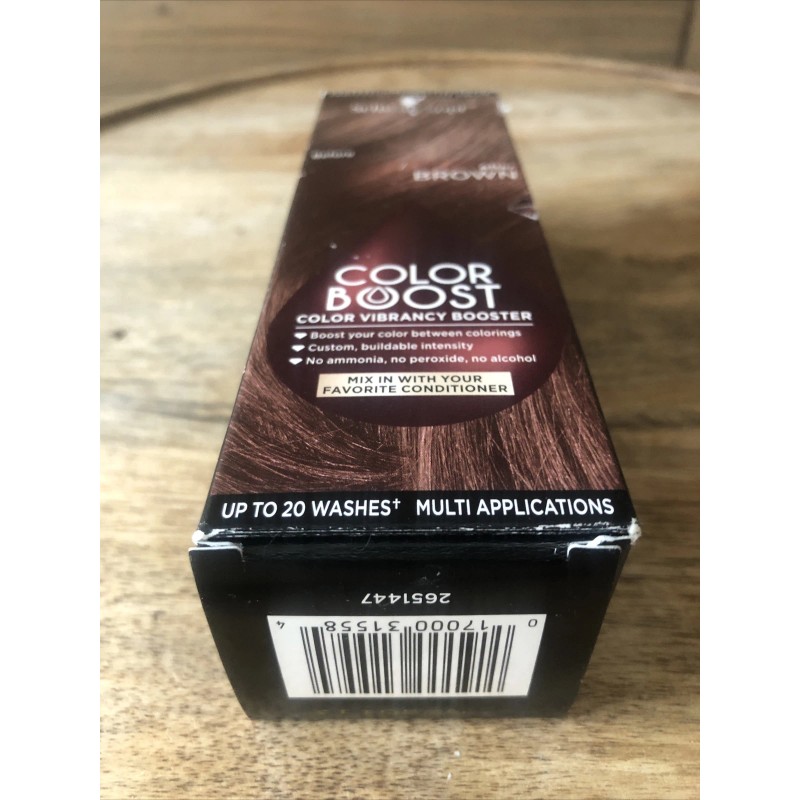 BROWN
COLOR
BOOST
COLOR VIBRANCY BOOSTER
Boost your color between colorings
Custom, buildable intensity
No ammonia, no peroxide, no alcohol
MIX IN WITH YOUR
FAVORITE CONDITIONER
UP TO 20 WASHES† MULTI APPLICATIONS
2651447
0 17000 31558 4